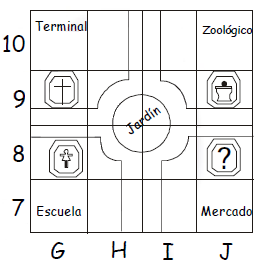 10 Terminal Zoológico
9
Jardín
8 ?
7 Escuela Mercado
G H I J